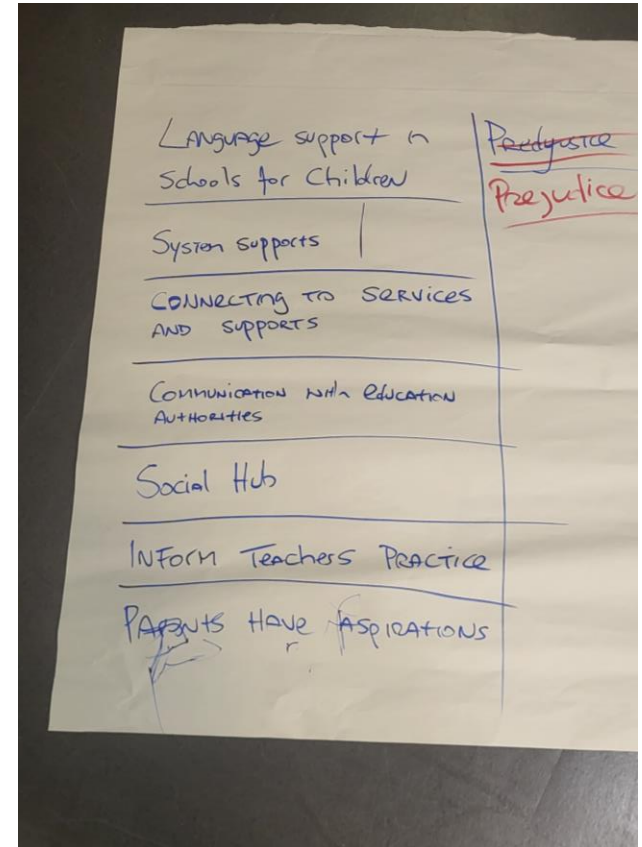 Language support in
Schools for Children
System supports
Connecting to services
and supports
Communication with education
Authorities
Social Hub
Inform Teachers Practice
Parents Have Aspirations
Predyustce
Prejudice